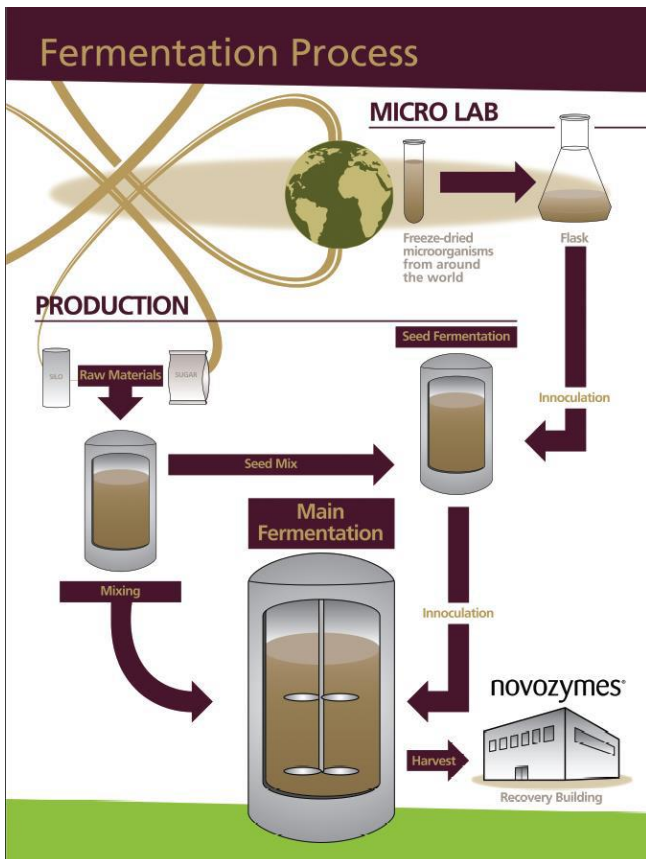 Fermentation Process
MICRO LAB
Freeze-dried
microorganisms
from around
the world
Flask
PRODUCTION
SILO
Raw Materials
SUGAR
Seed Fermentation
Innoculation
Seed Mix
Main
Fermentation
Mixing
Innoculation
novozymes®
Harvest
Recovery Building